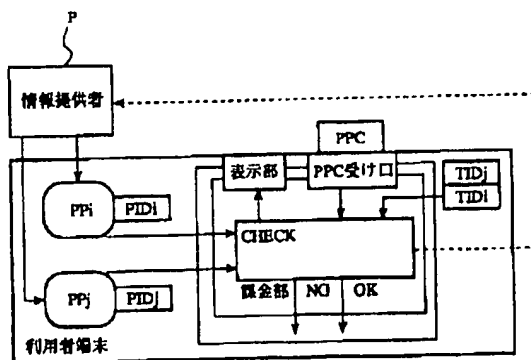 P
情報提供者
PPC
表示部
PPC受け口
TIDj
TIDi
PPi
PIDi
CHECK
PPj
PIDj
課金部
NG
OK
利用者端末